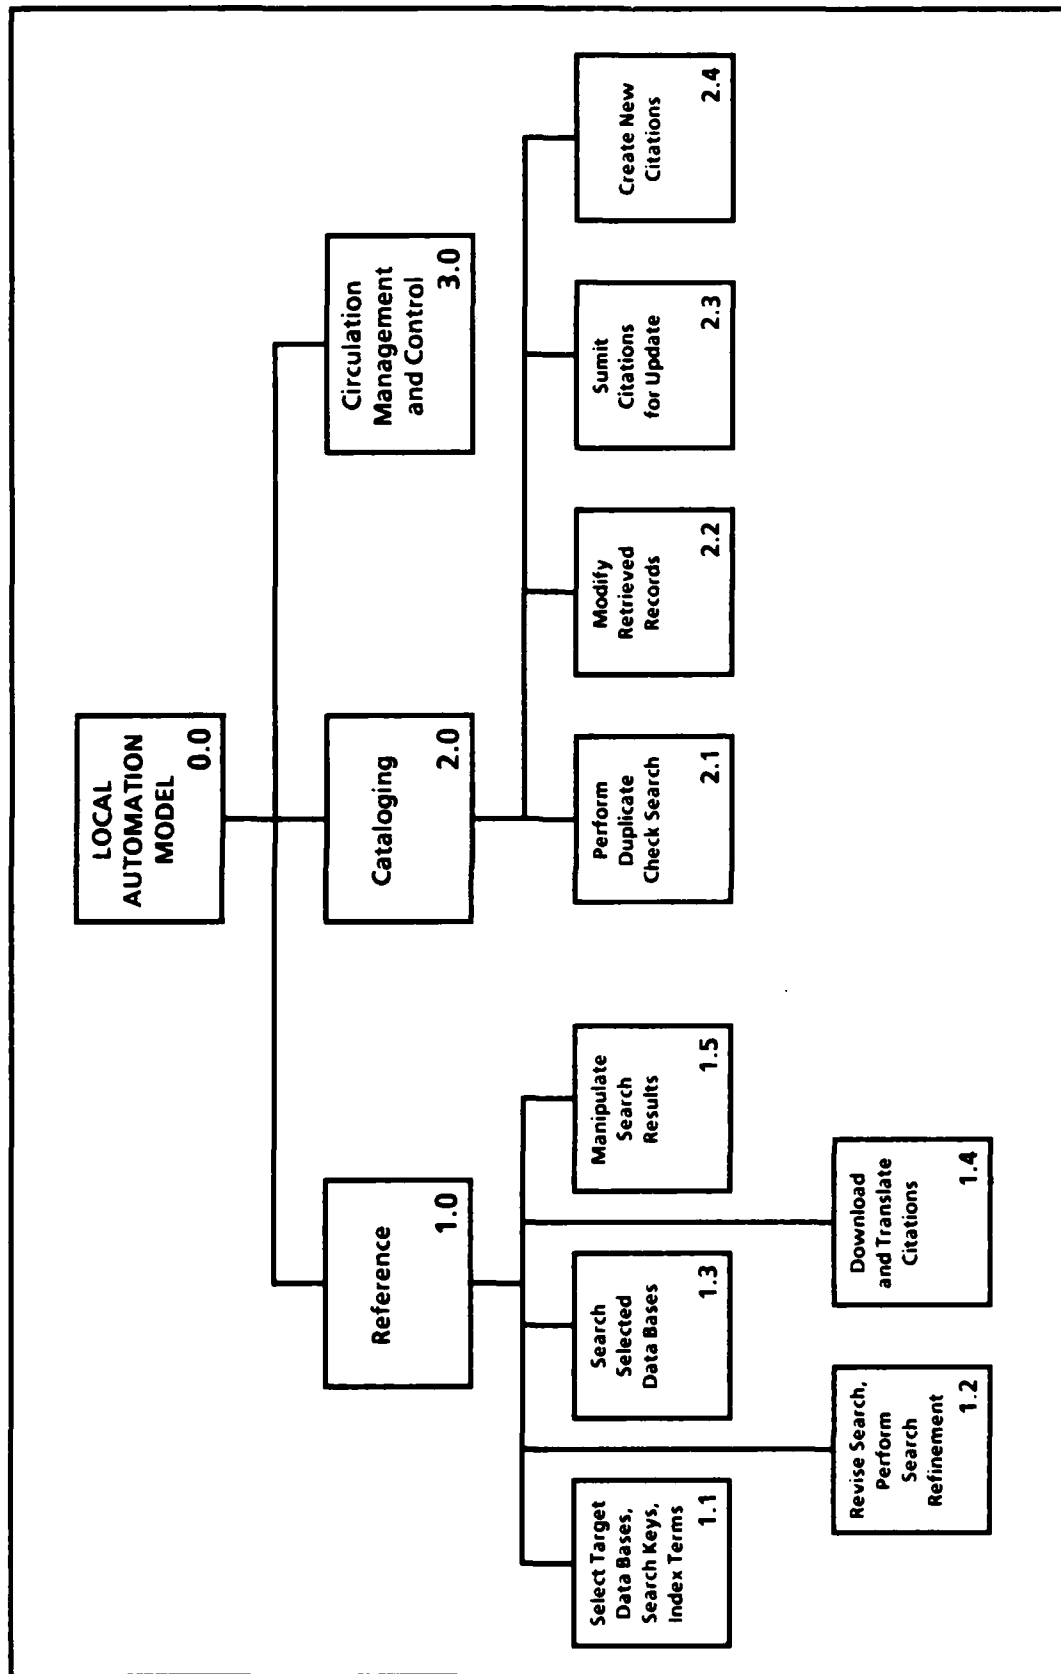 LOCAL
AUTOMATION
MODEL
0.0
Reference
1.0
Cataloging
2.0
Circulation
Management
and Control
3.0
Select Target
Data Bases,
Search Keys,
Index Terms
1.1
Revise Search,
Perform
Search
Refinement
1.2
Search
Selected
Data Bases
1.3
Download
and Translate
Citations
1.4
Manipulate
Search
Results
1.5
Perform
Duplicate
Check Search
2.1
Modify
Retrieved
Records
2.2
Sumit
Citations
for Update
2.3
Create New
Citations
2.4